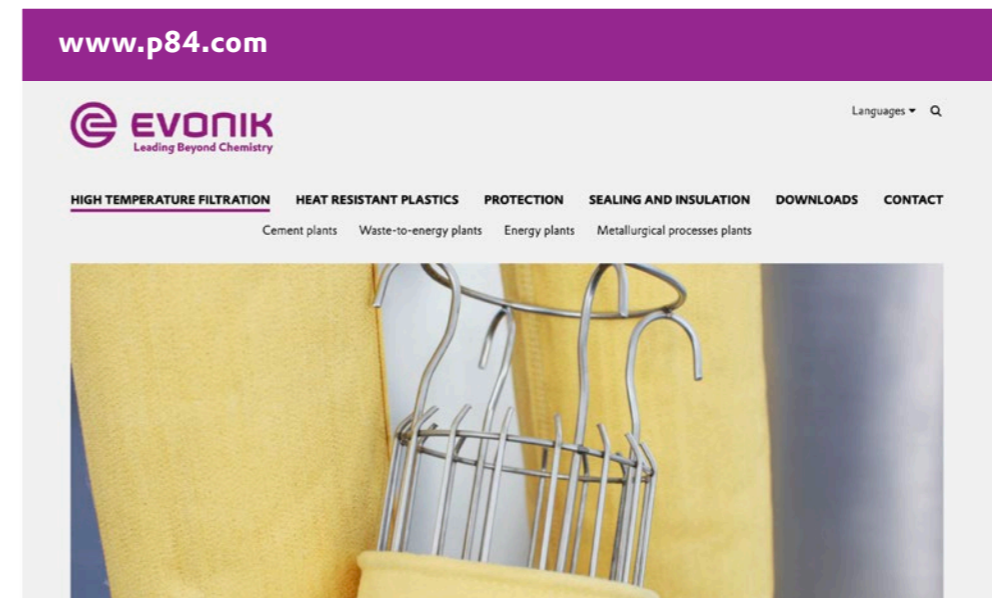 www.p84.com
EVONIK
Leading Beyond Chemistry
Languages
HIGH TEMPERATURE FILTRATION HEAT RESISTANT PLASTICS PROTECTION SEALING AND INSULATION DOWNLOADS CONTACT
Cement plants Waste-to-energy plants Energy plants Metallurgical processes plants